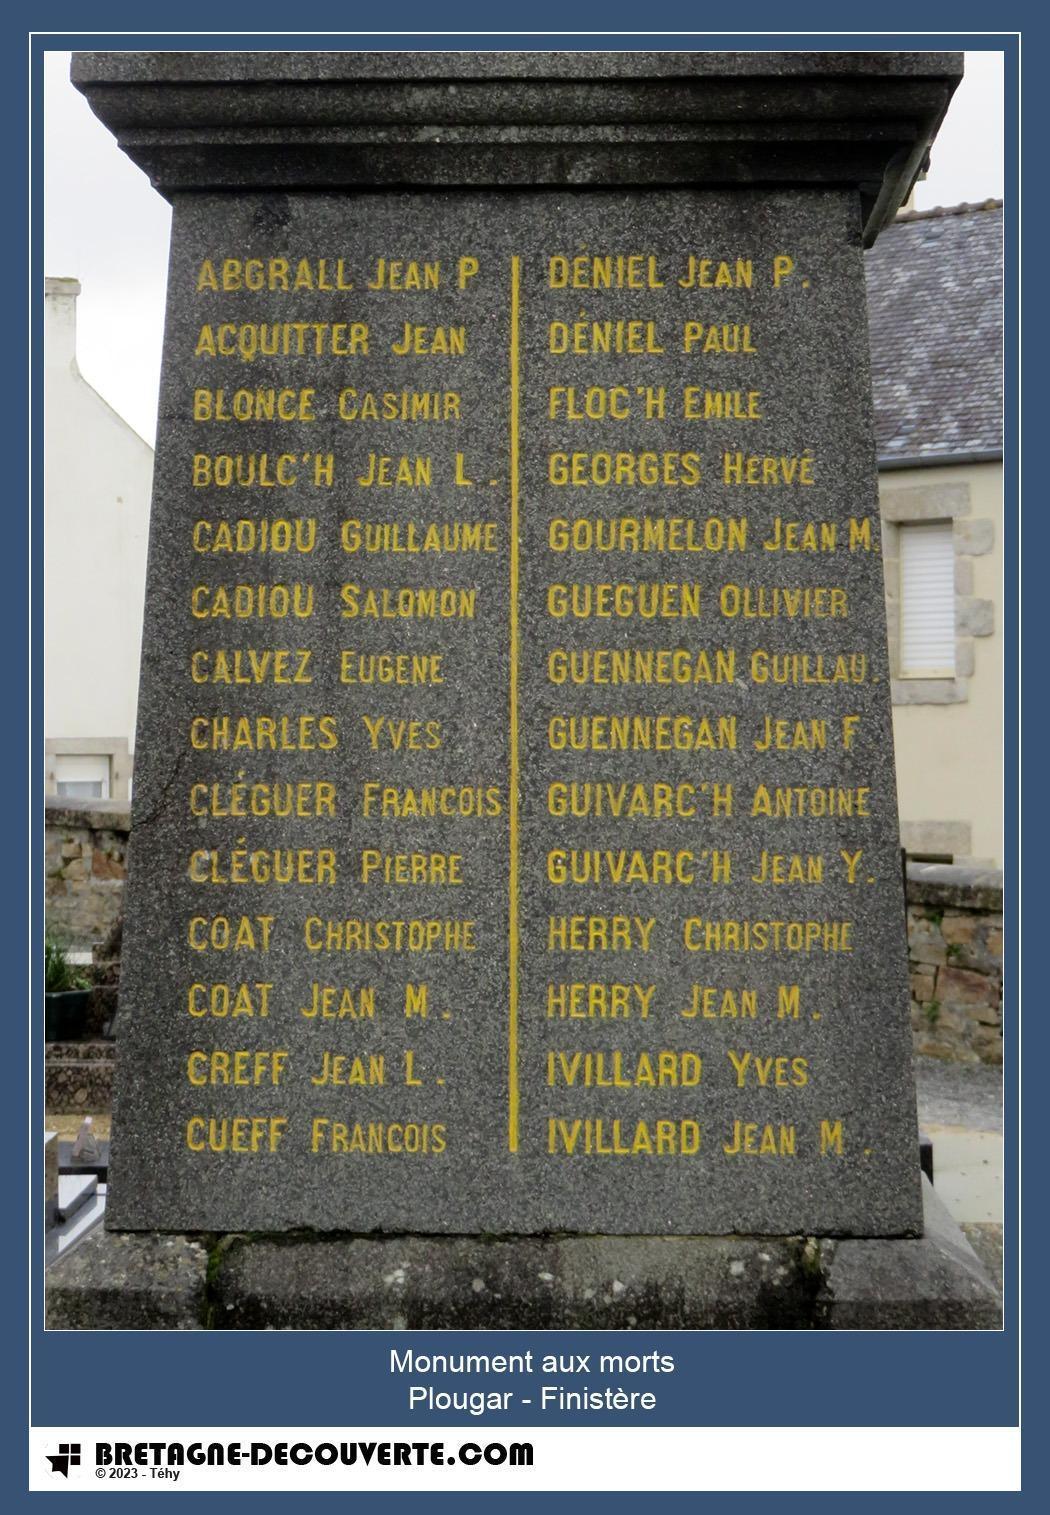 ABGRALL JEAN P
ACQUITTER JEAN
BLONCE CASIMIR
BOULC'H JEAN L.
CADIOU GUILLAUME
CADIOU SALOMON
CALVEZ EUGENE
CHARLES YVES
CLÉGUER FRANCOIS
CLÉGUER PIERRE
COAT CHRISTOPHE
COAT JEAN M.
CREFF JEAN L.
CUEFF FRANCOIS
DÉNIEL JEAN P.
DÉNIEL PAUL
FLOC'H EMILE
GEORGES HERVÉ
GOURMELON JEAN M.
GUEGUEN OLLIVIER
GUENNEGAN GUILLAU.
GUENNEGAN JEAN F
GUIVARC'H ANTOINE
GUIVARC'H JEAN Y.
HERRY CHRISTOPHE
HERRY JEAN M.
IVILLARD YVES
IVILLARD JEAN M.
Monument aux morts
Plougar - Finistère
BRETAGNE-DECOUVERTE.COM
© 2023 - Téhy